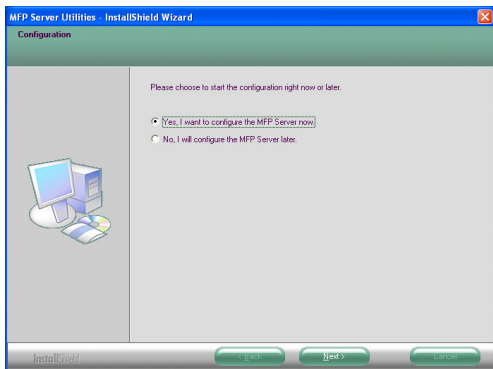 MFP Server Utilities - InstallShield Wizard
Configuration
Please choose to start the configuration right now or later.
Yes, I want to configure the MFP Server now.
No, I will configure the MFP Server later.
InstallShield
< Back
Next >
Cancel